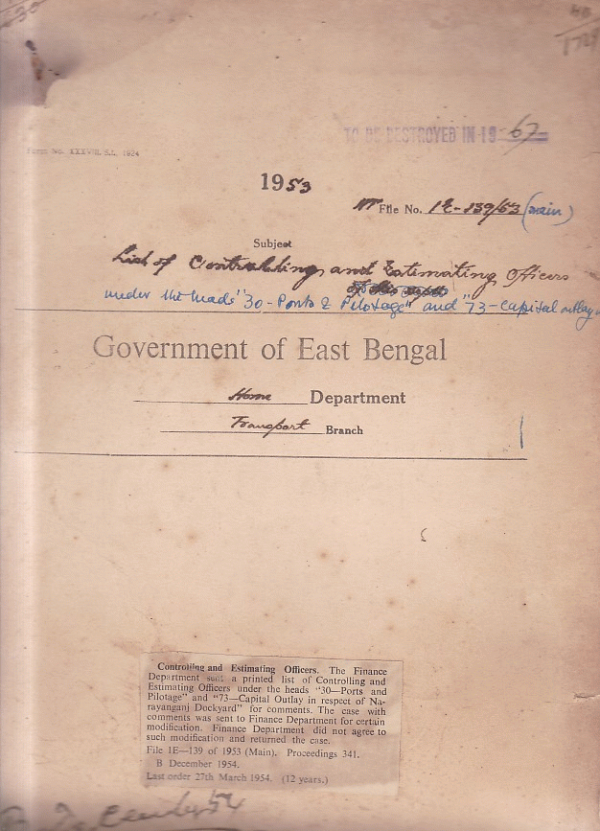 TO BE DESTROYED IN 19 67
Form No. XXXVIII S.L. 1924
1953
File No. 1E-139/53 (main)
Subject
List of Controlling and Estimating Officers
under the heads "30-Ports & Pilotage" and "73-Capital outlay
Government of East Bengal
Home Department
Transport Branch
Controlling and Estimating Officers. The Finance
Department sent a printed list of Controlling and
Estimating Officers under the heads "30—Ports and
Pilotage" and "73—Capital Outlay in respect of Na-
rayanganj Dockyard" for comments. The case with
comments was sent to Finance Department for certain
modification. Finance Department did not agree to
such modification and returned the case.
File 1E—139 of 1953 (Main). Proceedings 341.
B December 1954.
Last order 27th March 1954. (12 years.)
B. December 54